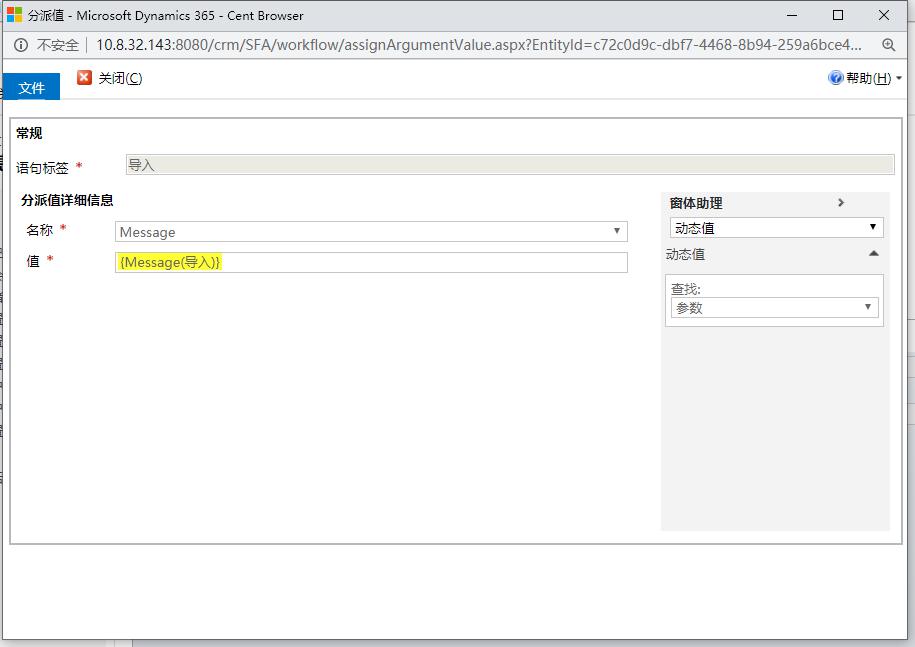 分派值 - Microsoft Dynamics 365 - Cent Browser
不安全 10.8.32.143:8080/crm/SFA/workflow/assignArgumentValue.aspx?EntityId=c72c0d9c-dbf7-4468-8b94-259a6bce4...
文件 关闭(C) 帮助(H)
常规
语句标签 * 导入
分派值详细信息
名称 * Message
值 * {Message(导入)}
窗体助理
动态值
动态值
查找:
参数